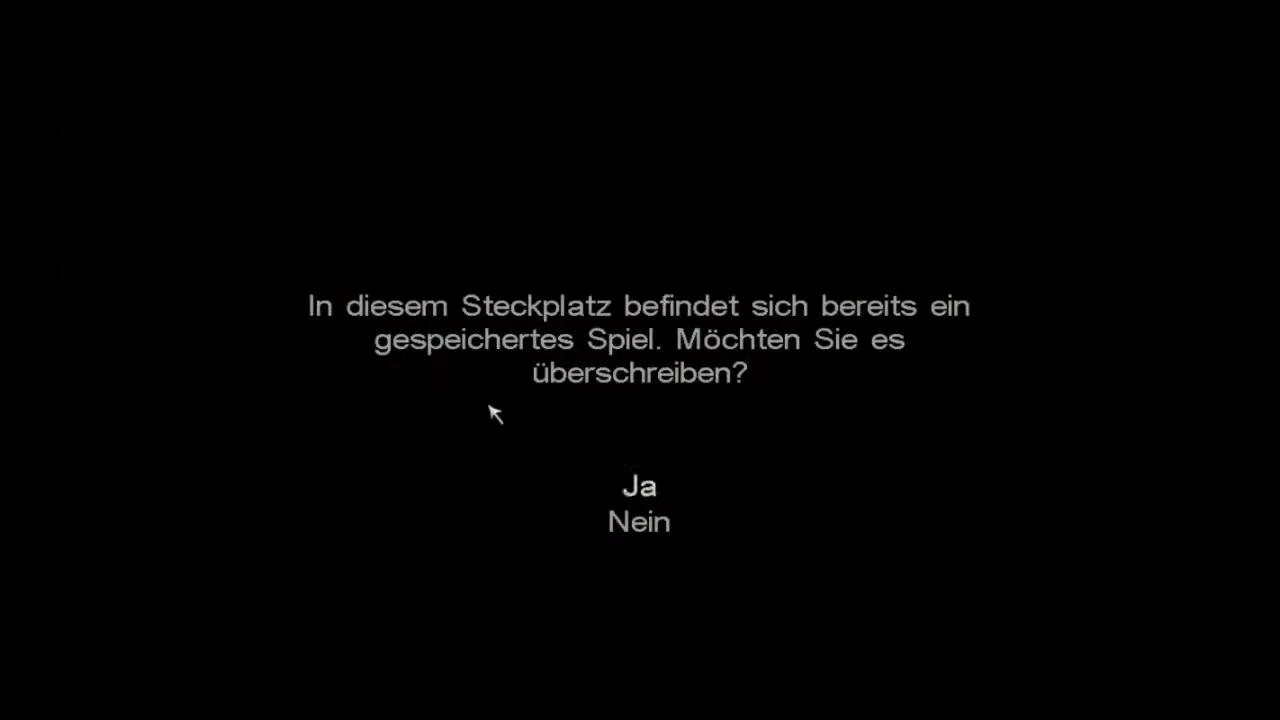 In diesem Steckplatz befindet sich bereits ein
gespeichertes Spiel. Möchten Sie es
überschreiben?
Ja
Nein